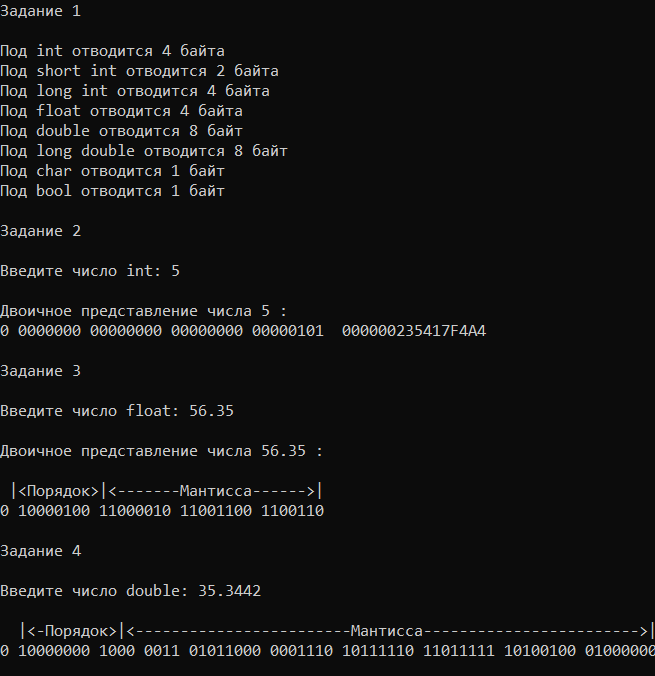 Задание 1
Под int отводится 4 байта
Под short int отводится 2 байта
Под long int отводится 4 байта
Под float отводится 4 байта
Под double отводится 8 байт
Под long double отводится 8 байт
Под char отводится 1 байт
Под bool отводится 1 байт
Задание 2
Введите число int: 5
Двоичное представление числа 5 :
0 0000000 00000000 00000000 00000101  000000235417F4A4
Задание 3
Введите число float: 56.35
Двоичное представление числа 56.35 :
|<Порядок>|<-------Мантисса------>|
0 10000100 11000010 11001100 1100110
Задание 4
Введите число double: 35.3442
|<-Порядок>|<------------------------Мантисса------------------------>|
0 10000000 1000 0011 01011000 0001110 10111110 11011111 10100100 01000000